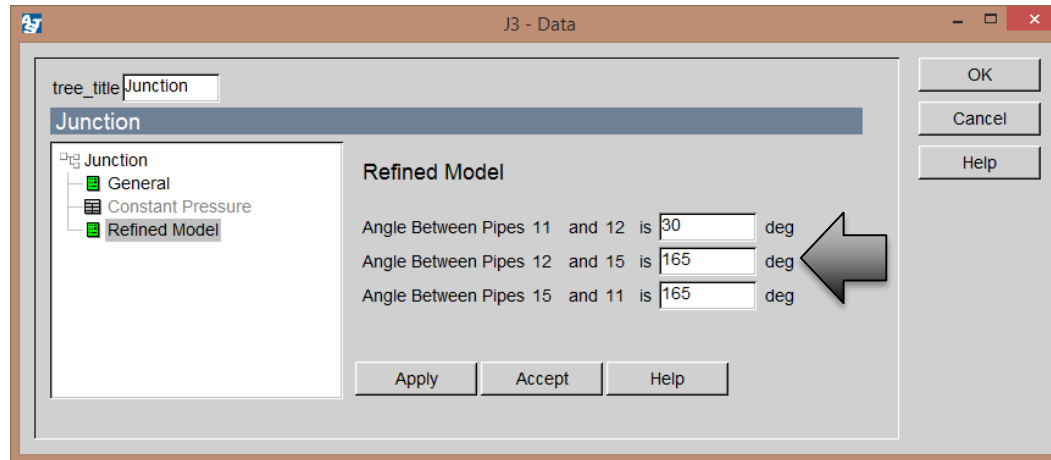 J3 - Data
tree_title Junction
Junction
Junction
General
Constant Pressure
Refined Model
Refined Model
Angle Between Pipes 11 and 12 is 30 deg
Angle Between Pipes 12 and 15 is 165 deg
Angle Between Pipes 15 and 11 is 165 deg
Apply Accept Help
OK
Cancel
Help